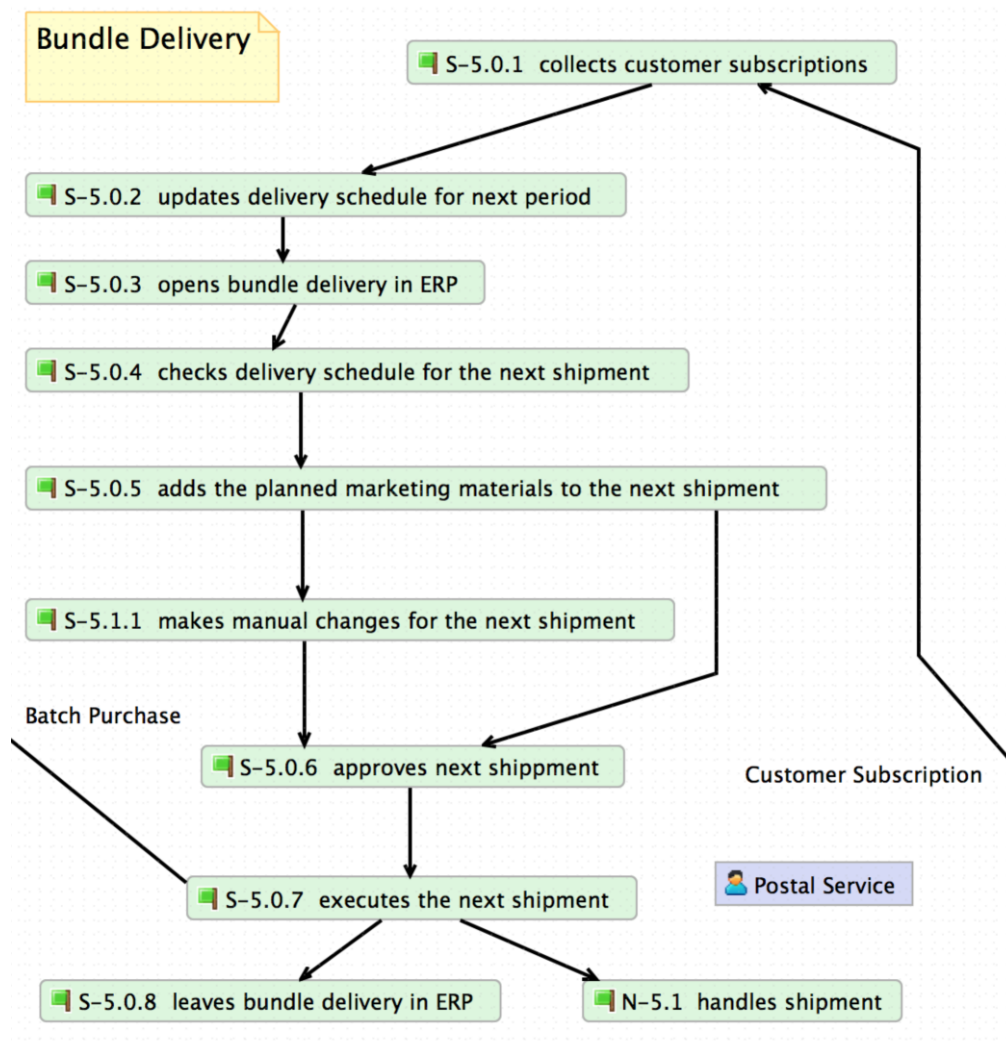 Bundle Delivery
S-5.0.1 collects customer subscriptions
S-5.0.2 updates delivery schedule for next period
S-5.0.3 opens bundle delivery in ERP
S-5.0.4 checks delivery schedule for the next shipment
S-5.0.5 adds the planned marketing materials to the next shipment
S-5.1.1 makes manual changes for the next shipment
Batch Purchase
S-5.0.6 approves next shippment
Customer Subscription
Postal Service
S-5.0.7 executes the next shipment
S-5.0.8 leaves bundle delivery in ERP
N-5.1 handles shipment